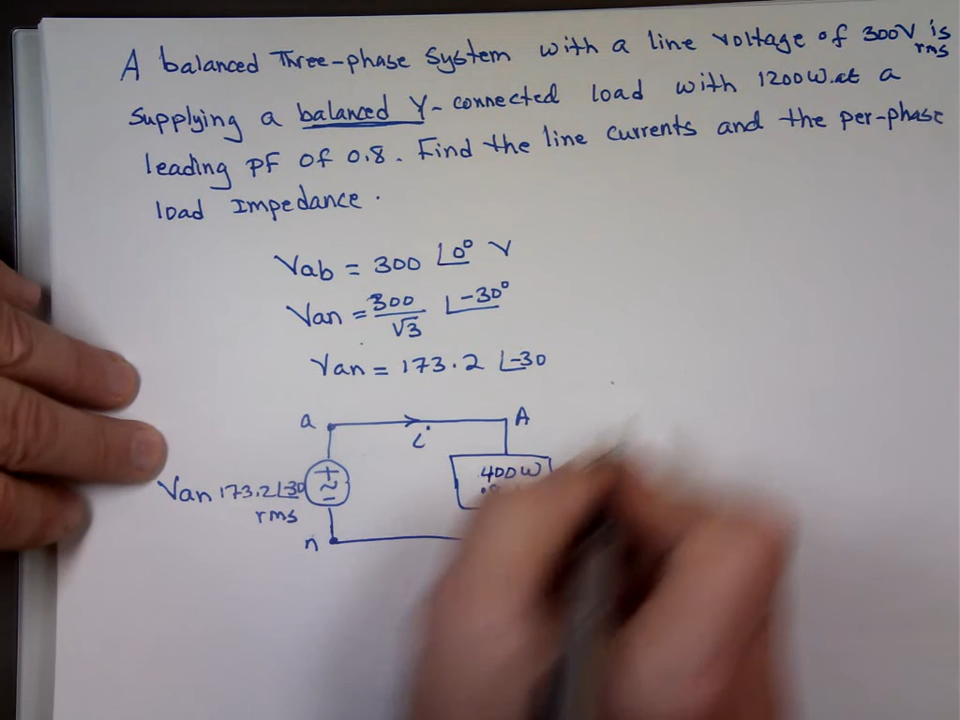 A balanced Three-phase system with a line voltage of 300V is
rms
supplying a balanced Y-connected load with 1200W.at a
leading PF of 0.8. Find the line currents and the per-phase
load Impedance.
Vab = 300 ∠0° V
Van = 300/√3 ∠-30°
Van = 173.2 ∠-30
a A
i
400W
Van 173.2∠-30
rms
n